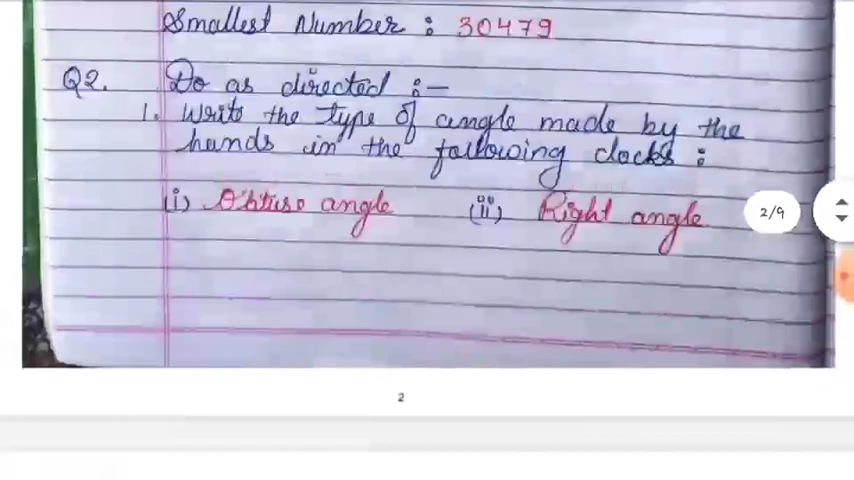 Smallest Number : 30479
Q2. Do as directed :-
1. Write the type of angle made by the
hands in the following clocks :
(i) Obtuse angle (ii) Right angle
2/9
2